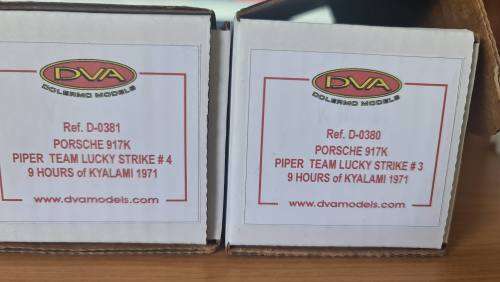 DVA
DOLERMO MODELS
Ref. D-0381
PORSCHE 917K
PIPER TEAM LUCKY STRIKE # 4
9 HOURS of KYALAMI 1971
www.dvamodels.com
DVA
DOLERMO MODELS
Ref. D-0380
PORSCHE 917K
PIPER TEAM LUCKY STRIKE # 3
9 HOURS of KYALAMI 1971
www.dvamodels.com